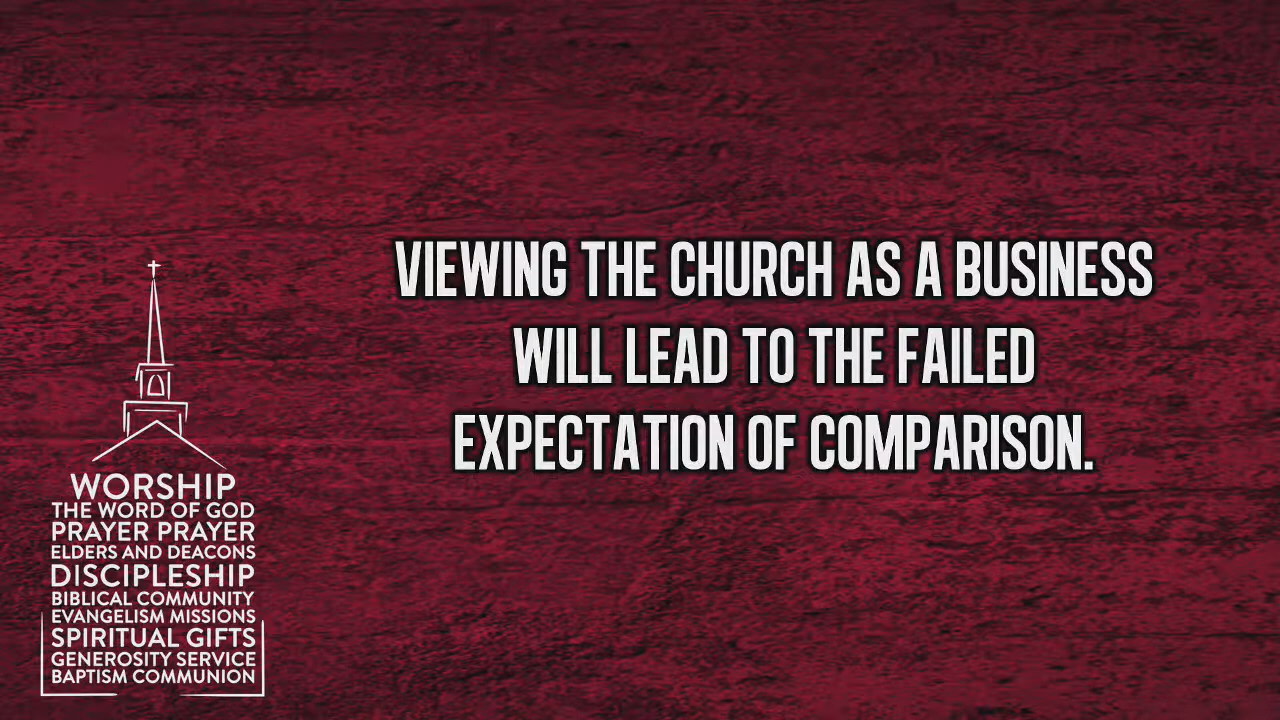 VIEWING THE CHURCH AS A BUSINESS
WILL LEAD TO THE FAILED
EXPECTATION OF COMPARISON.
WORSHIP
THE WORD OF GOD
PRAYER PRAYER
ELDERS AND DEACONS
DISCIPLESHIP
BIBLICAL COMMUNITY
EVANGELISM MISSIONS
SPIRITUAL GIFTS
GENEROSITY SERVICE
BAPTISM COMMUNION